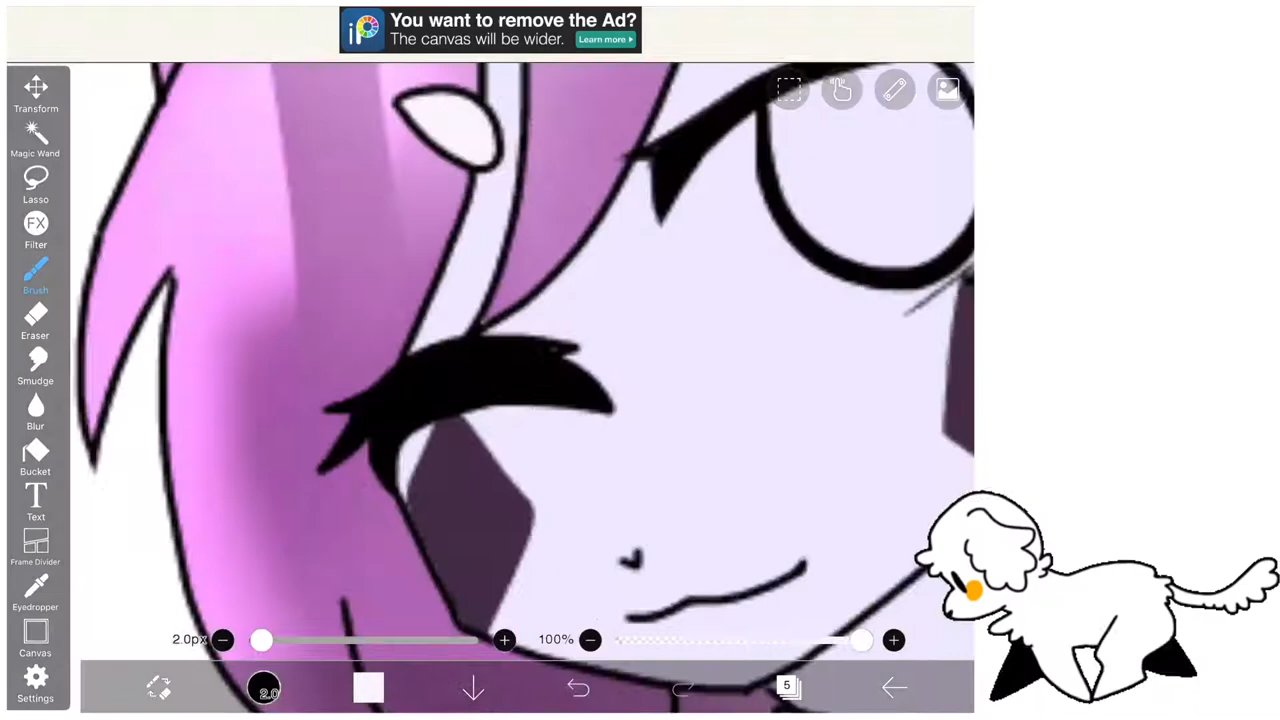 iP
You want to remove the Ad?
The canvas will be wider.
Learn more
Transform
Magic Wand
Lasso
FX
Filter
Brush
Eraser
Smudge
Blur
Bucket
T
Text
Frame Divider
Eyedropper
Canvas
Settings
2.0px
100%
2.0
5